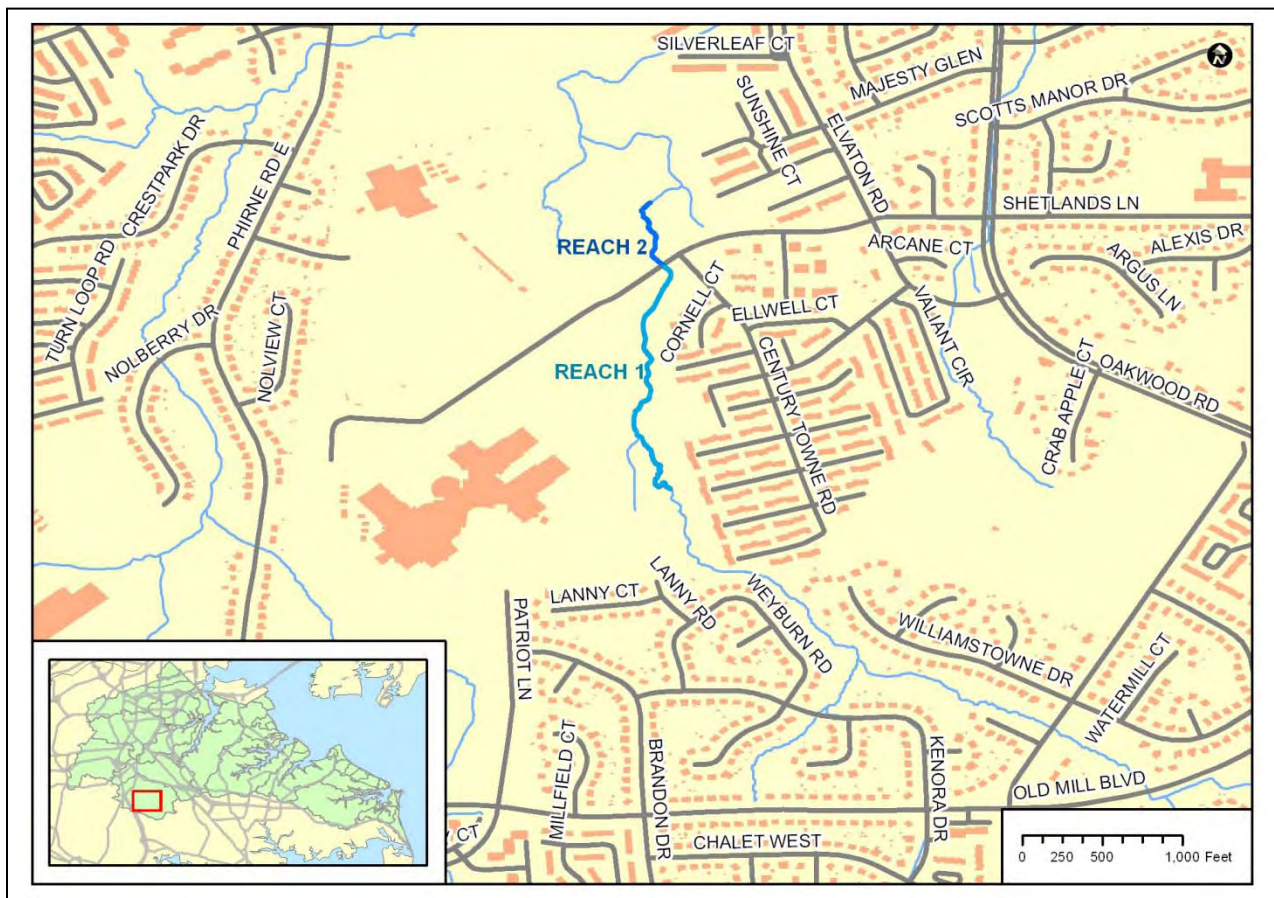 SILVERLEAF CT
MAJESTY GLEN
N
SUNSHINE CT
SCOTTS MANOR DR
ELVATON RD
CRESTPARK DR
PHIRNE RD E
SHETLANDS LN
TURN LOOP RD
REACH 2
ARCANE CT
ALEXIS DR
ARGUS LN
CORNELL CT
NOLBERRY DR
NOLVIEW CT
ELLWELL CT
VALIANT CIR
REACH 1
CENTURY TOWNE RD
CRAB APPLE CT
OAKWOOD RD
LANNY CT
LANNY RD
WEYBURN RD
PATRIOT LN
WILLIAMSTOWNE DR
WATERMILL CT
MILLFIELD CT
BRANDON DR
KENORA DR
OLD MILL BLVD
CT
CHALET WEST
0 250 500 1,000 Feet